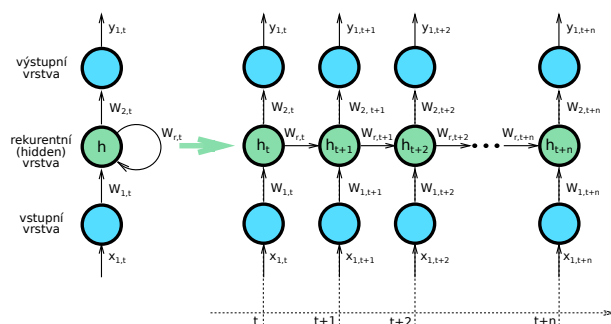 y1,t y1,t y1,t+1 y1,t+2 y1,t+n
výstupní
vrstva
W2,t W2,t W2, t+1 W2,t+2 W2,t+n
rekurentní
(hidden)
vrstva
h Wr,t ht Wr,t ht+1 Wr,t+1 ht+2 Wr,t+2 Wr,t+n ht+n
W1,t W1,t W1,t+1 W1,t+2 W1,t+n
vstupní
vrstva
x1,t x1,t x1,t+1 x1,t+2 x1,t+n
t t+1 t+2 t+n